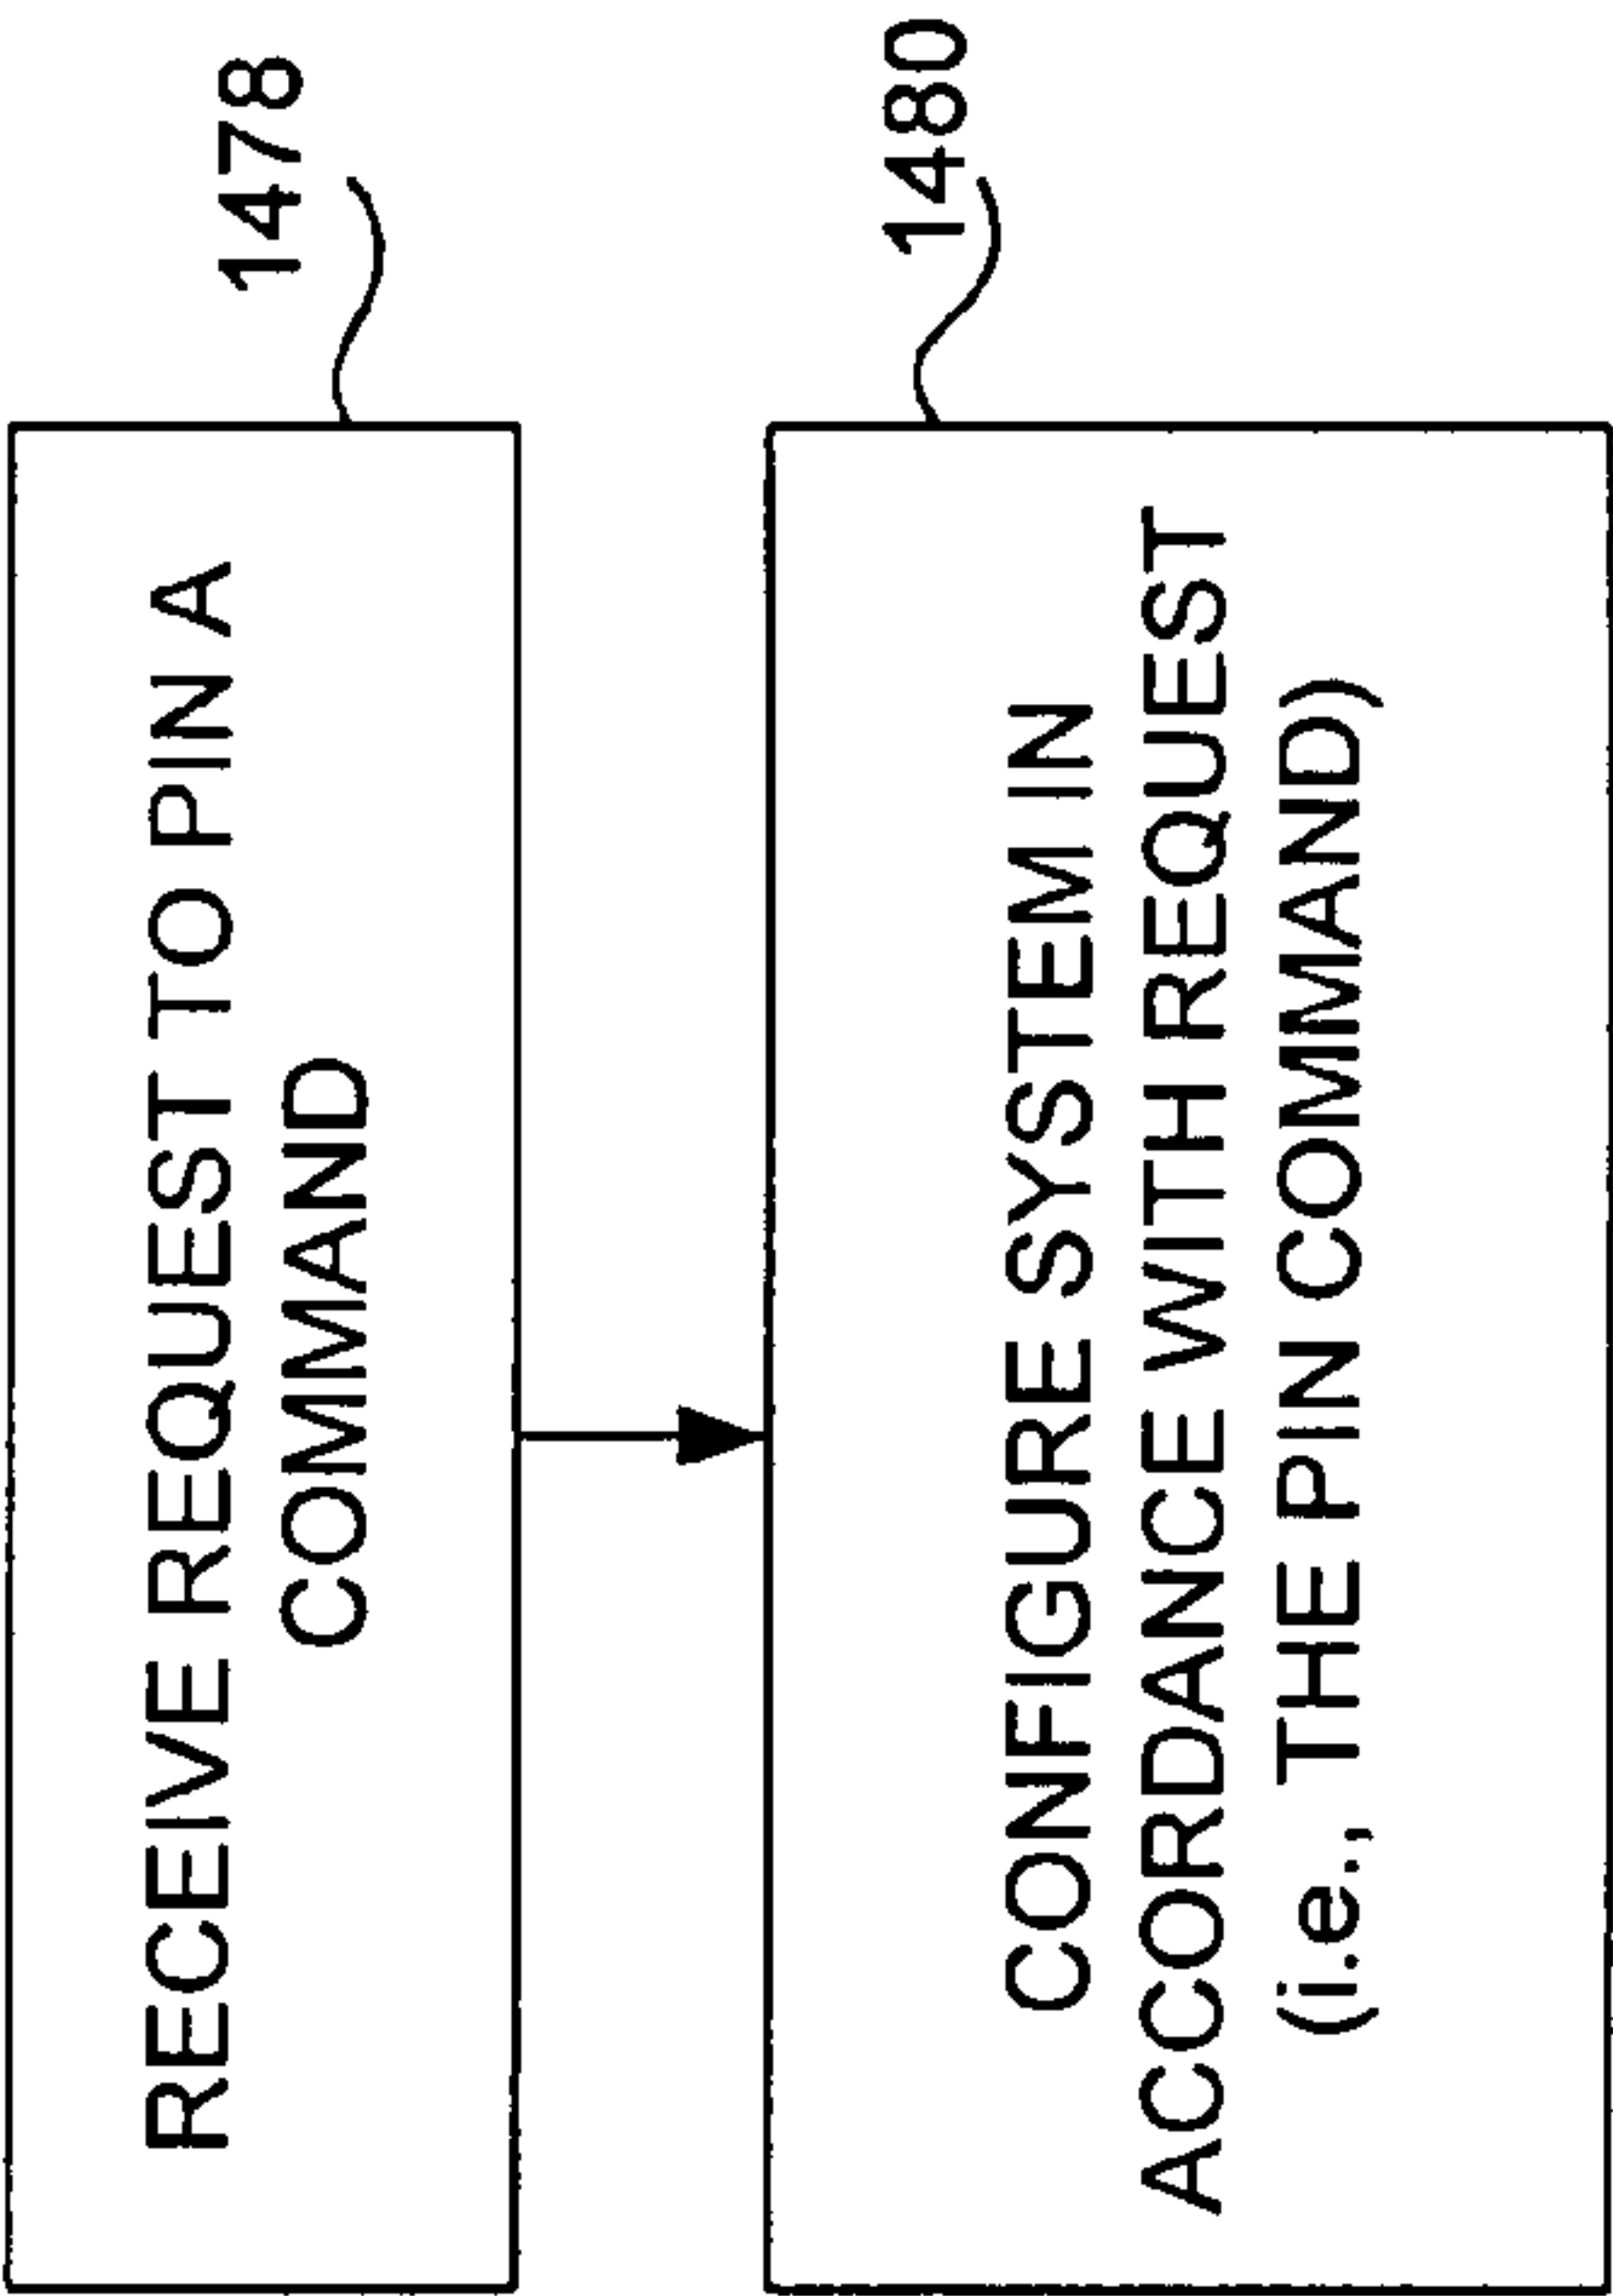 RECEIVE REQUEST TO PIN A
COMMAND
1478
CONFIGURE SYSTEM IN
ACCORDANCE WITH REQUEST
(i.e., THE PIN COMMAND)
1480